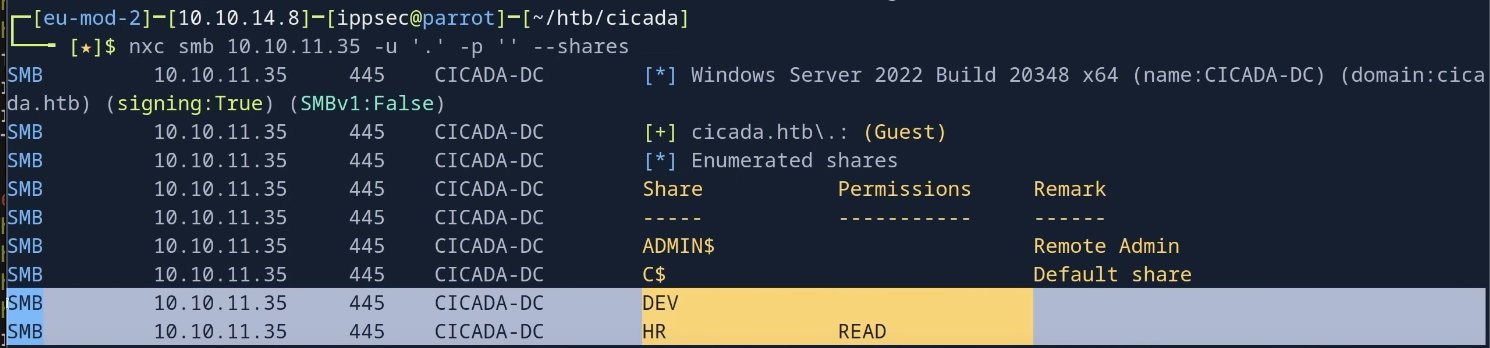 [eu-mod-2]─[10.10.14.8]─[ippsec@parrot]─[~/htb/cicada]
[★]$ nxc smb 10.10.11.35 -u '.' -p '' --shares
SMB 10.10.11.35 445 CICADA-DC [*] Windows Server 2022 Build 20348 x64 (name:CICADA-DC) (domain:cica
da.htb) (signing:True) (SMBv1:False)
SMB 10.10.11.35 445 CICADA-DC [+] cicada.htb\.: (Guest)
SMB 10.10.11.35 445 CICADA-DC [*] Enumerated shares
SMB 10.10.11.35 445 CICADA-DC Share Permissions Remark
SMB 10.10.11.35 445 CICADA-DC ----- ----------- ------
SMB 10.10.11.35 445 CICADA-DC ADMIN$ Remote Admin
SMB 10.10.11.35 445 CICADA-DC C$ Default share
SMB 10.10.11.35 445 CICADA-DC DEV
SMB 10.10.11.35 445 CICADA-DC HR READ